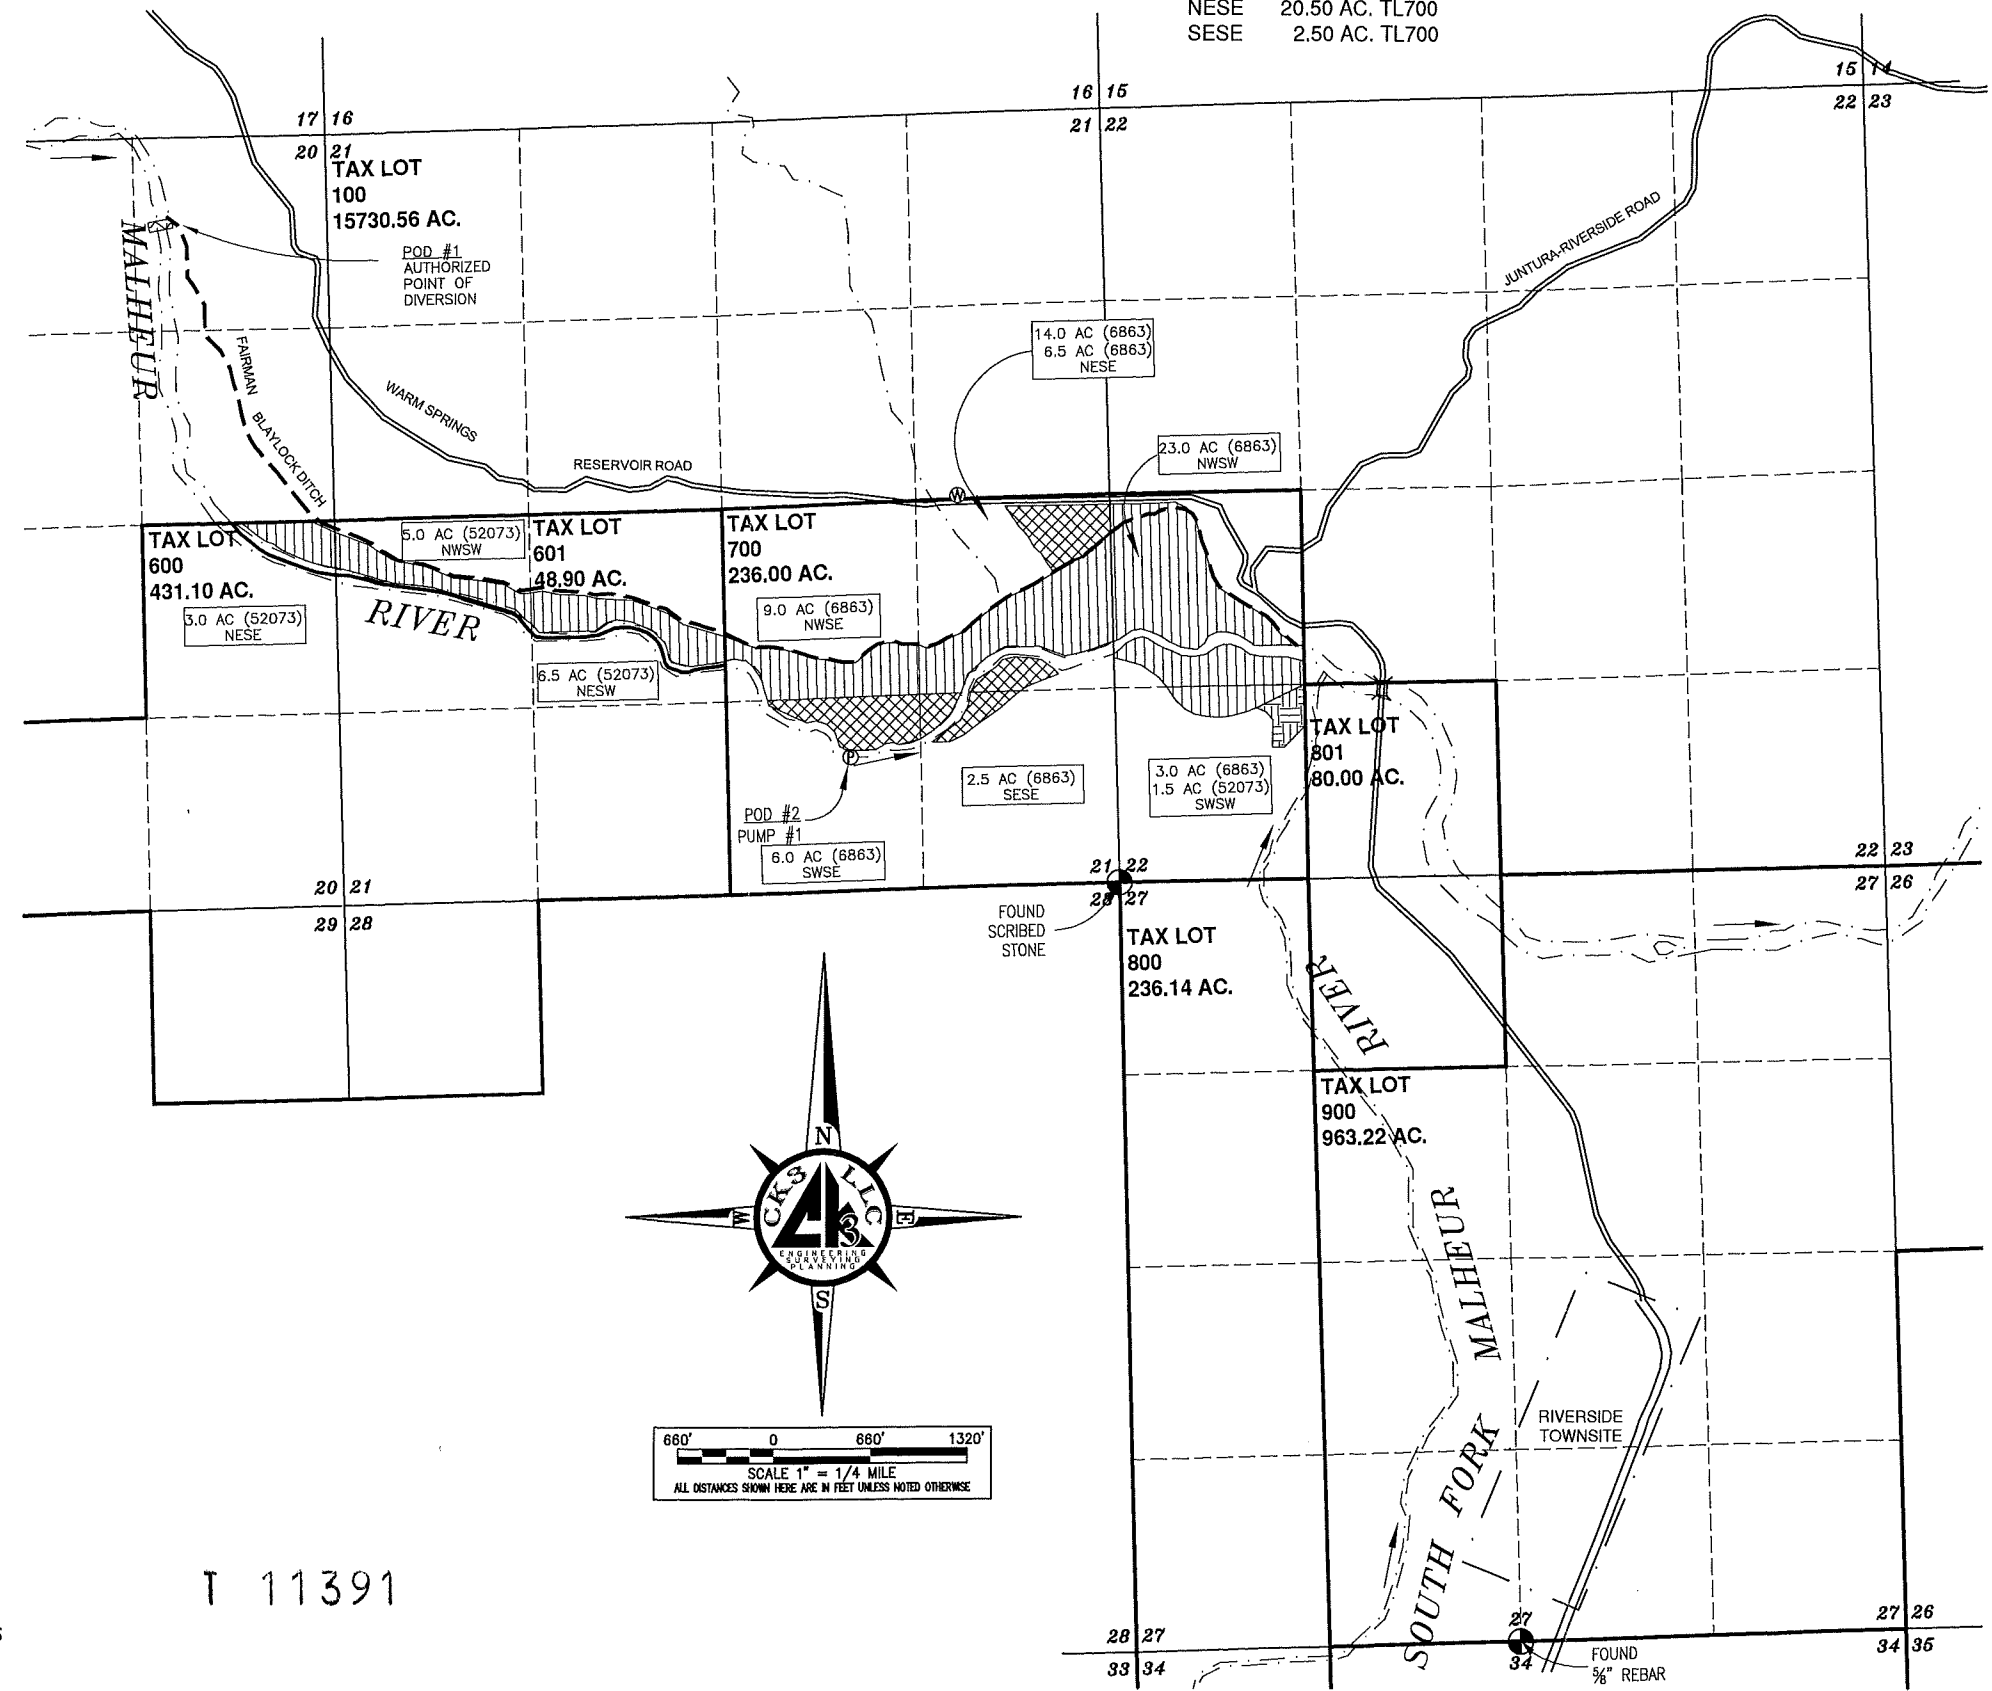 NESE 20.50 AC. TL700
SESE 2.50 AC. TL700
17 16
20 21
16 15
21 22
15 14
22 23
TAX LOT
100
15730.56 AC.
POD #1
AUTHORIZED
POINT OF
DIVERSION
MALHEUR
FAIRMAN BLAYLOCK DITCH
WARM SPRINGS
RESERVOIR ROAD
JUNTURA-RIVERSIDE ROAD
14.0 AC (6863)
6.5 AC (6863)
NESE
23.0 AC (6863)
NWSW
W
TAX LOT
600
431.10 AC.
3.0 AC (52073)
NESE
5.0 AC (52073)
NWSW
TAX LOT
601
48.90 AC.
TAX LOT
700
236.00 AC.
9.0 AC (6863)
NWSE
RIVER
6.5 AC (52073)
NESW
P
POD #2
PUMP #1
6.0 AC (6863)
SWSE
2.5 AC (6863)
SESE
3.0 AC (6863)
1.5 AC (52073)
SWSW
TAX LOT
801
80.00 AC.
20 21
29 28
21 22
28 27
22 23
27 26
FOUND
SCRIBED
STONE
TAX LOT
800
236.14 AC.
RIVER
TAX LOT
900
963.22 AC.
N
W
E
S
CK3 LLC
CK3
ENGINEERING
SURVEYING
PLANNING
SOUTH FORK MALHEUR
RIVERSIDE
TOWNSITE
660' 0 660' 1320'
SCALE 1" = 1/4 MILE
ALL DISTANCES SHOWN HERE ARE IN FEET UNLESS NOTED OTHERWISE
T 11391
28 27
33 34
27
34
FOUND
5/8" REBAR
27 26
34 35